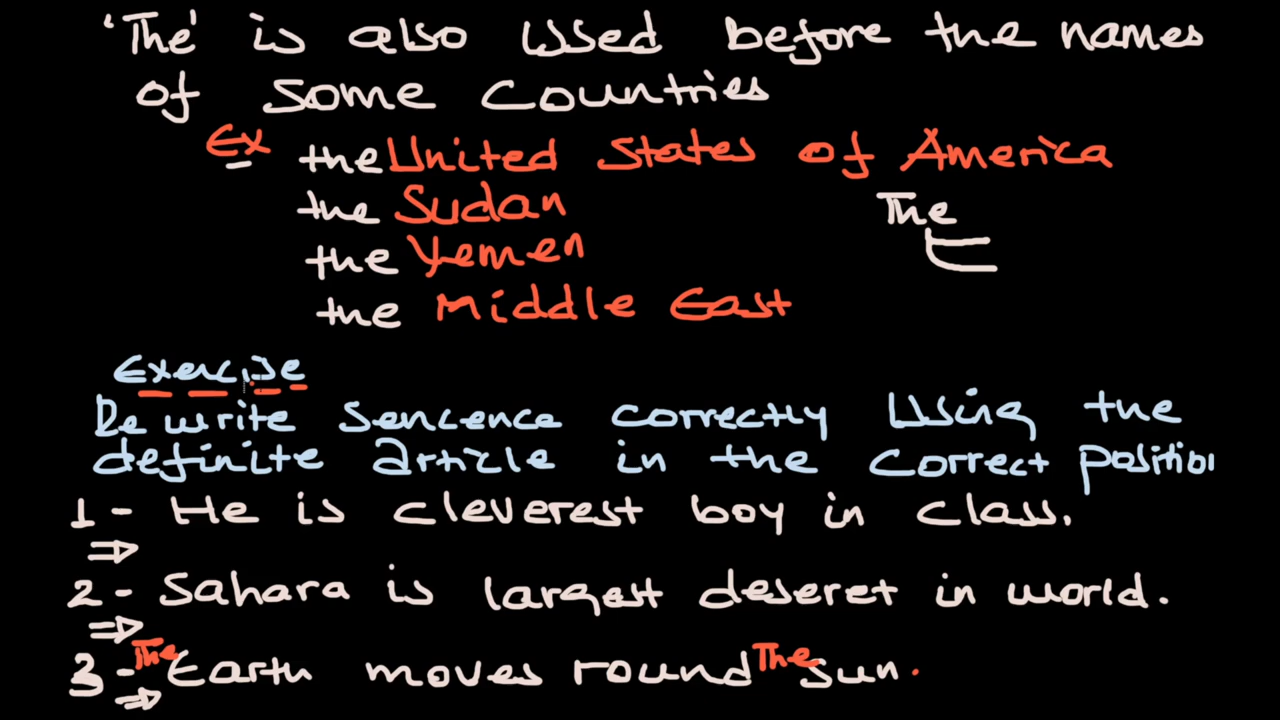 'The' is also used before the names
of some countries
Ex the United States of America
the Sudan
The
the Yemen
the Middle East
Exercise
Re write sentence correctly Using the
definite article in the correct position
1- He is cleverest boy in class.
⇒
2- Sahara is largest deseret in world.
⇒
3- The Earth moves round The sun.
⇒